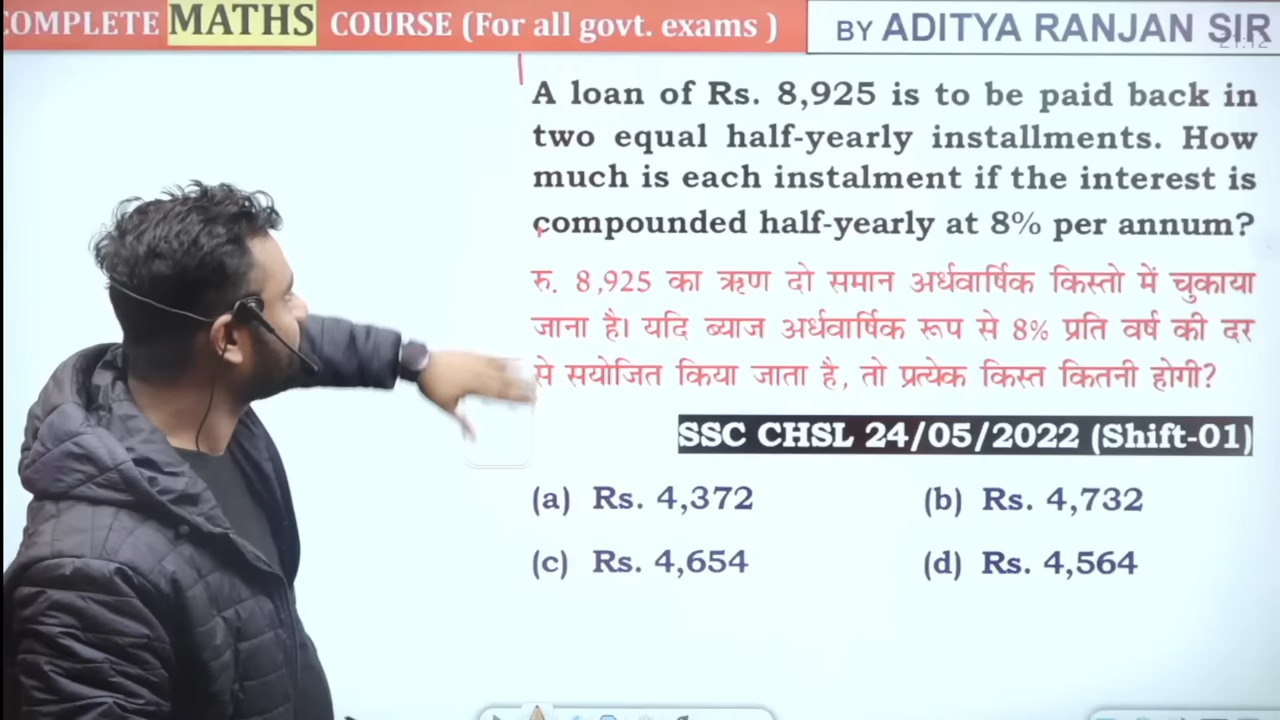 COMPLETE MATHS COURSE (For all govt. exams )
BY ADITYA RANJAN SIR
21:12
A loan of Rs. 8,925 is to be paid back in
two equal half-yearly installments. How
much is each instalment if the interest is
compounded half-yearly at 8% per annum?
रु. 8,925 का ऋण दो समान अर्धवार्षिक किस्तो में चुकाया
जाना है। यदि ब्याज अर्धवार्षिक रूप से 8% प्रति वर्ष की दर
से सयोजित किया जाता है, तो प्रत्येक किस्त कितनी होगी?
SSC CHSL 24/05/2022 (Shift-01)
(a) Rs. 4,372 (b) Rs. 4,732
(c) Rs. 4,654 (d) Rs. 4,564